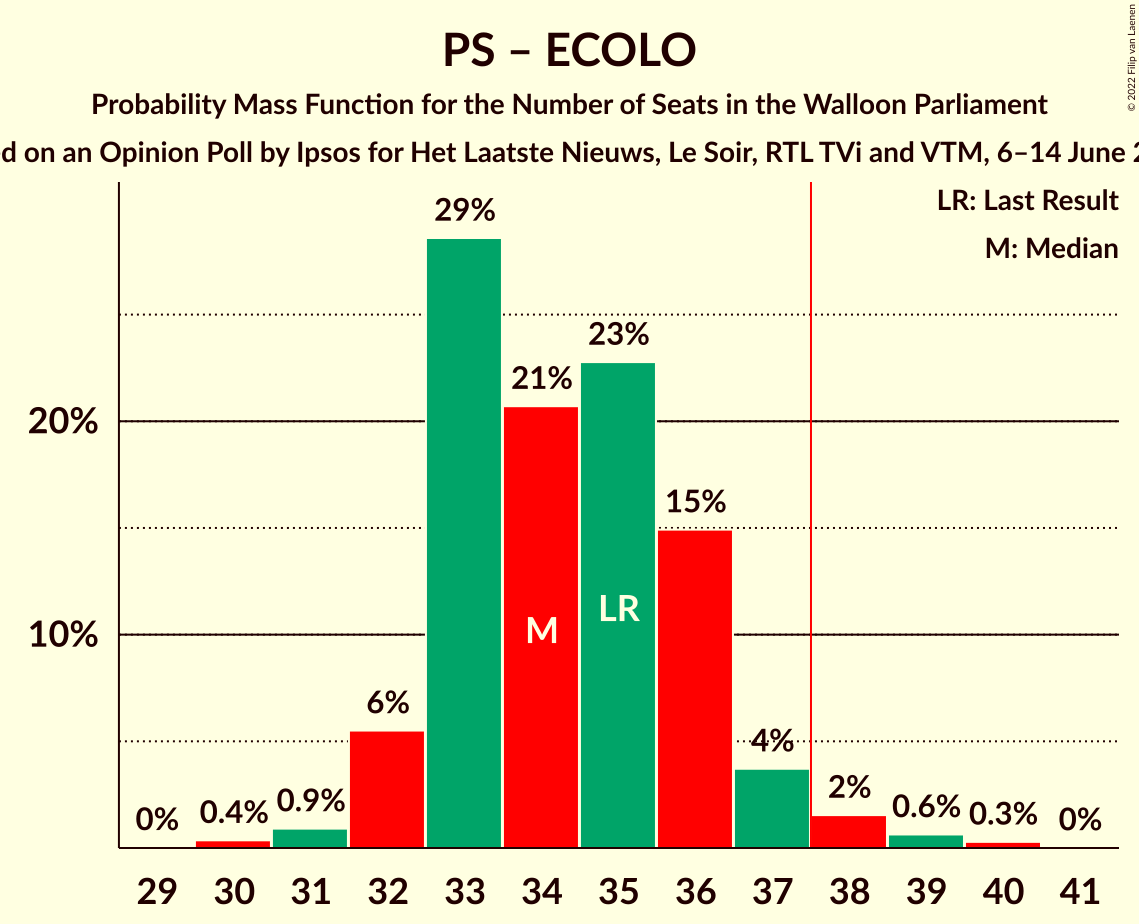 PS – ECOLO
Probability Mass Function for the Number of Seats in the Walloon Parliament
on an Opinion Poll by Ipsos for Het Laatste Nieuws, Le Soir, RTL TVi and VTM, 6–14 June
© 2022 Filip van Laenen
LR: Last Result
M: Median
29%
23%
21%
20%
15%
LR
M
10%
6%
4%
2%
0% 0.4% 0.9% 0.6% 0.3% 0%
29 30 31 32 33 34 35 36 37 38 39 40 41